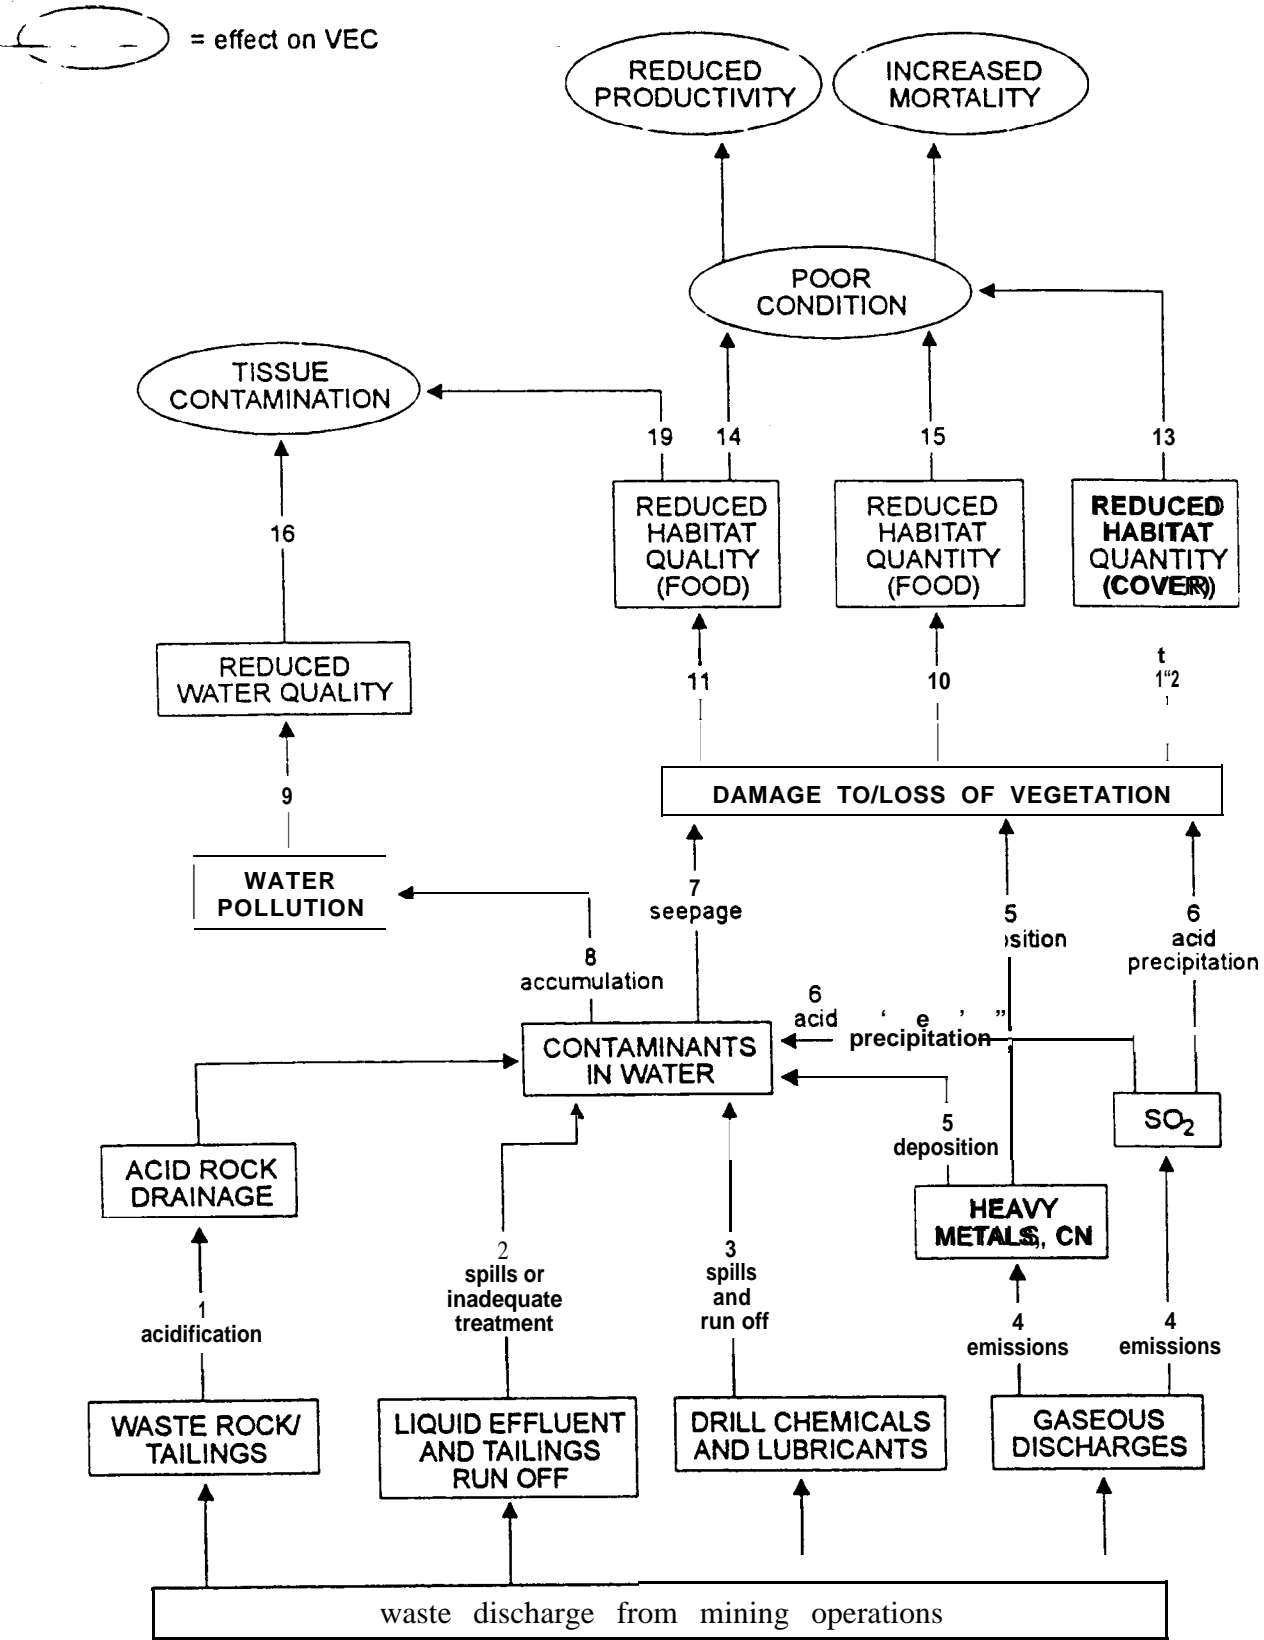 = effect on VEC
REDUCED
PRODUCTIVITY
INCREASED
MORTALITY
POOR
CONDITION
TISSUE
CONTAMINATION
19
14
15
13
REDUCED
HABITAT
QUALITY
(FOOD)
REDUCED
HABITAT
QUANTITY
(FOOD)
REDUCED
HABITAT
QUANTITY
(COVER)
16
REDUCED
WATER QUALITY
11
10
t
1“2
9
DAMAGE TO/LOSS OF VEGETATION
WATER
POLLUTION
7
seepage
5
sition
6
acid
precipitation
8
accumulation
6
acid ‘ e ’ ”
precipitation
CONTAMINANTS
IN WATER
SO2
5
deposition
ACID ROCK
DRAINAGE
HEAVY
METALS, CN
1
acidification
2
spills or
inadequate
treatment
3
spills
and
run off
4
emissions
4
emissions
WASTE ROCK/
TAILINGS
LIQUID EFFLUENT
AND TAILINGS
RUN OFF
DRILL CHEMICALS
AND LUBRICANTS
GASEOUS
DISCHARGES
waste discharge from mining operations